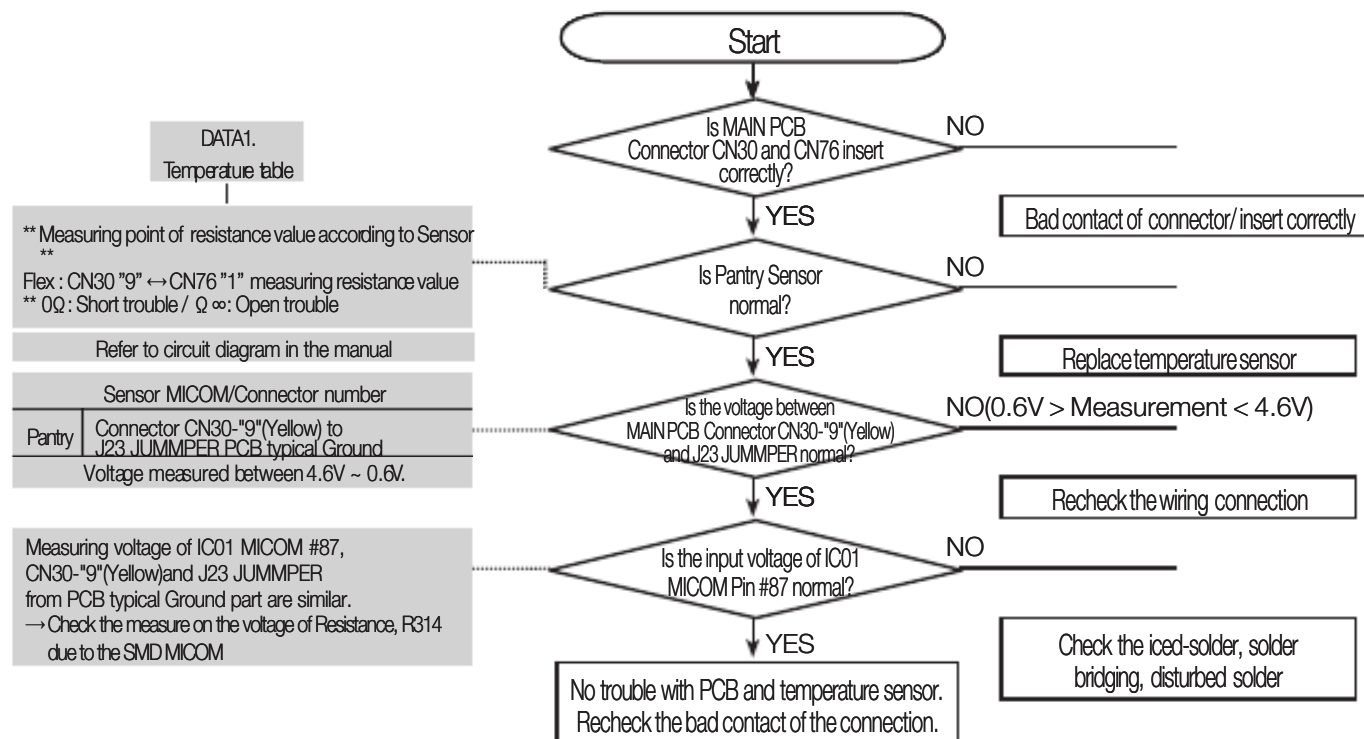 Start
Is MAIN PCB
Connector CN30 and CN76 insert
correctly?
NO
YES
Bad contact of connector/ insert correctly
DATA1.
Temperature table
** Measuring point of resistance value according to Sensor
**
Flex : CN30 "9" ↔ CN76 "1" measuring resistance value
** 0Ω : Short trouble / Ω ∞: Open trouble
Is Pantry Sensor
normal?
NO
YES
Replace temperature sensor
Refer to circuit diagram in the manual
Sensor MICOM/Connector number
Pantry
Connector CN30-"9"(Yellow) to
J23 JUMMPER PCB typical Ground
Voltage measured between 4.6V ~ 0.6V.
Is the voltage between
MAIN PCB Connector CN30-"9"(Yellow)
and J23 JUMMPER normal?
NO(0.6V > Measurement < 4.6V)
YES
Recheck the wiring connection
Measuring voltage of IC01 MICOM #87,
CN30-"9"(Yellow)and J23 JUMMPER
from PCB typical Ground part are similar.
→ Check the measure on the voltage of Resistance, R314
due to the SMD MICOM
Is the input voltage of IC01
MICOM Pin #87 normal?
NO
YES
Check the iced-solder, solder
bridging, disturbed solder
No trouble with PCB and temperature sensor.
Recheck the bad contact of the connection.